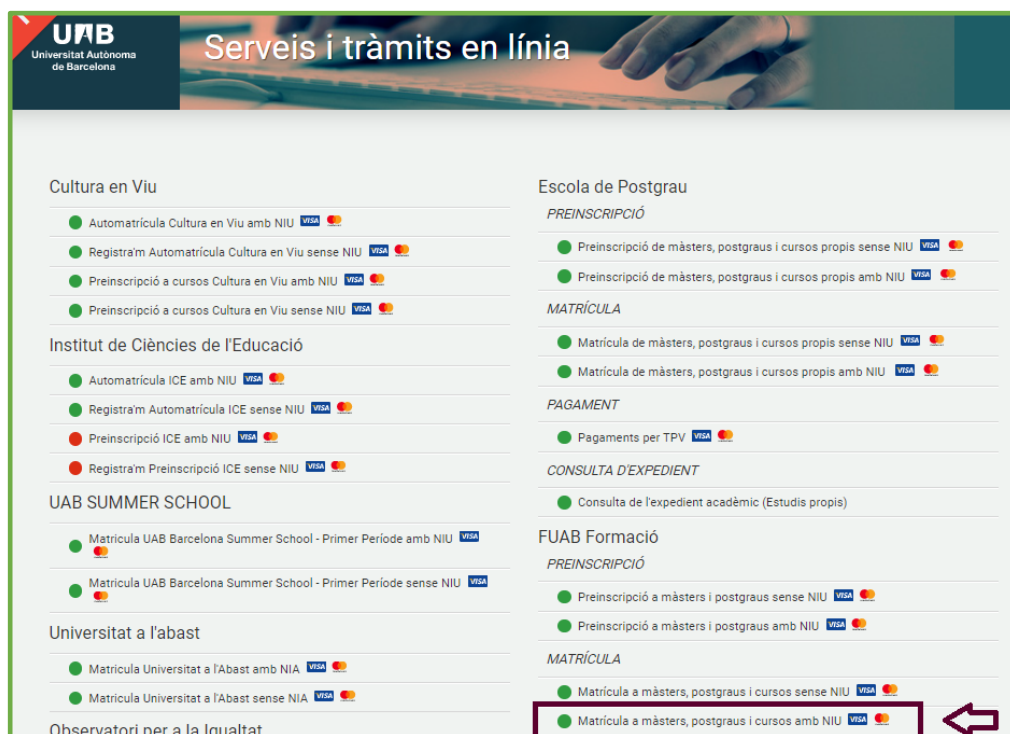 UAB
Universitat Autònoma
de Barcelona
Serveis i tràmits en línia
Cultura en Viu
Automatrícula Cultura en Viu amb NIU VISA
Registra'm Automatrícula Cultura en Viu sense NIU VISA
Preinscripció a cursos Cultura en Viu amb NIU VISA
Preinscripció a cursos Cultura en Viu sense NIU VISA
Institut de Ciències de l'Educació
Automatrícula ICE amb NIU VISA
Registra'm Automatrícula ICE sense NIU VISA
Preinscripció ICE amb NIU VISA
Registra'm Preinscripció ICE sense NIU VISA
UAB SUMMER SCHOOL
Matricula UAB Barcelona Summer School - Primer Període amb NIU VISA
Matricula UAB Barcelona Summer School - Primer Període sense NIU VISA
Universitat a l'abast
Matricula Universitat a l'Abast amb NIA VISA
Matricula Universitat a l'Abast sense NIA VISA
Observatori per a la Igualtat
Escola de Postgrau
PREINSCRIPCIÓ
Preinscripció de màsters, postgraus i cursos propis sense NIU VISA
Preinscripció de màsters, postgraus i cursos propis amb NIU VISA
MATRÍCULA
Matrícula de màsters, postgraus i cursos propis sense NIU VISA
Matrícula de màsters, postgraus i cursos propis amb NIU VISA
PAGAMENT
Pagaments per TPV VISA
CONSULTA D'EXPEDIENT
Consulta de l'expedient acadèmic (Estudis propis)
FUAB Formació
PREINSCRIPCIÓ
Preinscripció a màsters i postgraus sense NIU VISA
Preinscripció a màsters i postgraus amb NIU VISA
MATRÍCULA
Matrícula a màsters, postgraus i cursos sense NIU VISA
Matrícula a màsters, postgraus i cursos amb NIU VISA